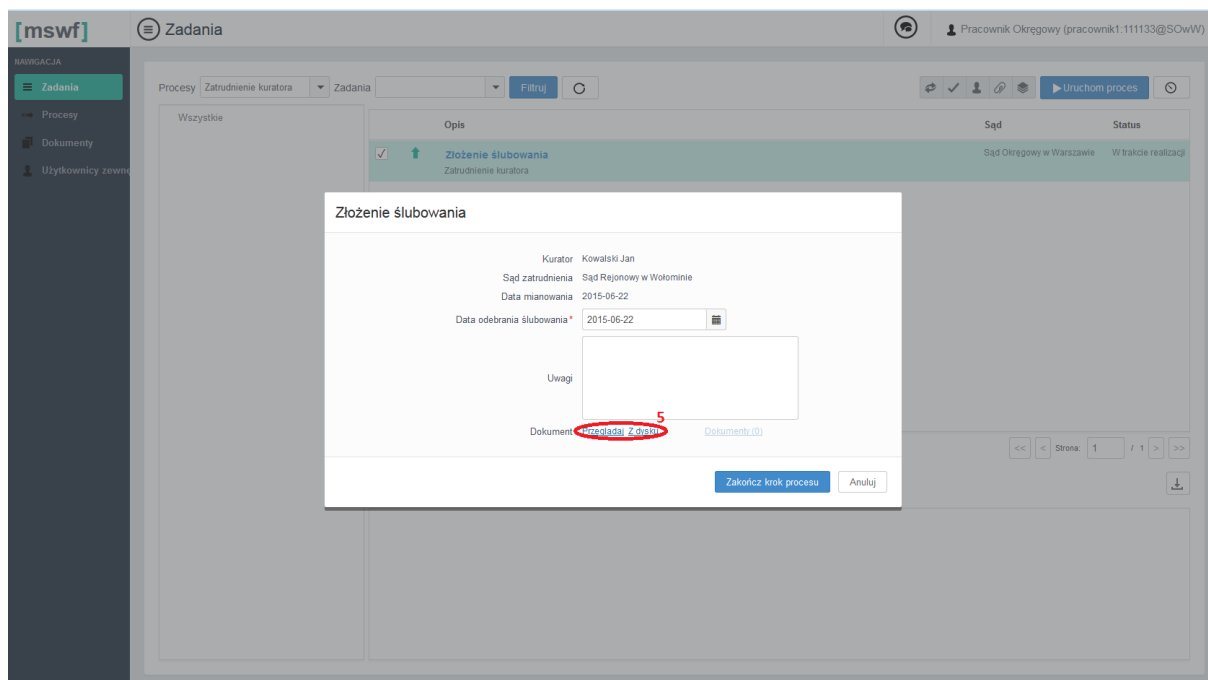 [mswf]
Zadania
Pracownik Okręgowy (pracownik1:111133@SOwW)
NAWIGACJA
Zadania
Procesy
Dokumenty
Użytkownicy zewnę
Procesy Zatrudnienie kuratora Zadania Filtruj Uruchom proces
Wszystkie
Opis Sąd Status
Złożenie ślubowania Sąd Okręgowy w Warszawie W trakcie realizacji
Zatrudnienie kuratora
Złożenie ślubowania
Kurator Kowalski Jan
Sąd zatrudnienia Sąd Rejonowy w Wołominie
Data mianowania 2015-06-22
Data odebrania ślubowania* 2015-06-22
Uwagi
5
Dokument Przeglądaj Z dysku Dokumenty (0)
<< < Strona: 1 / 1 > >>
Zakończ krok procesu Anuluj